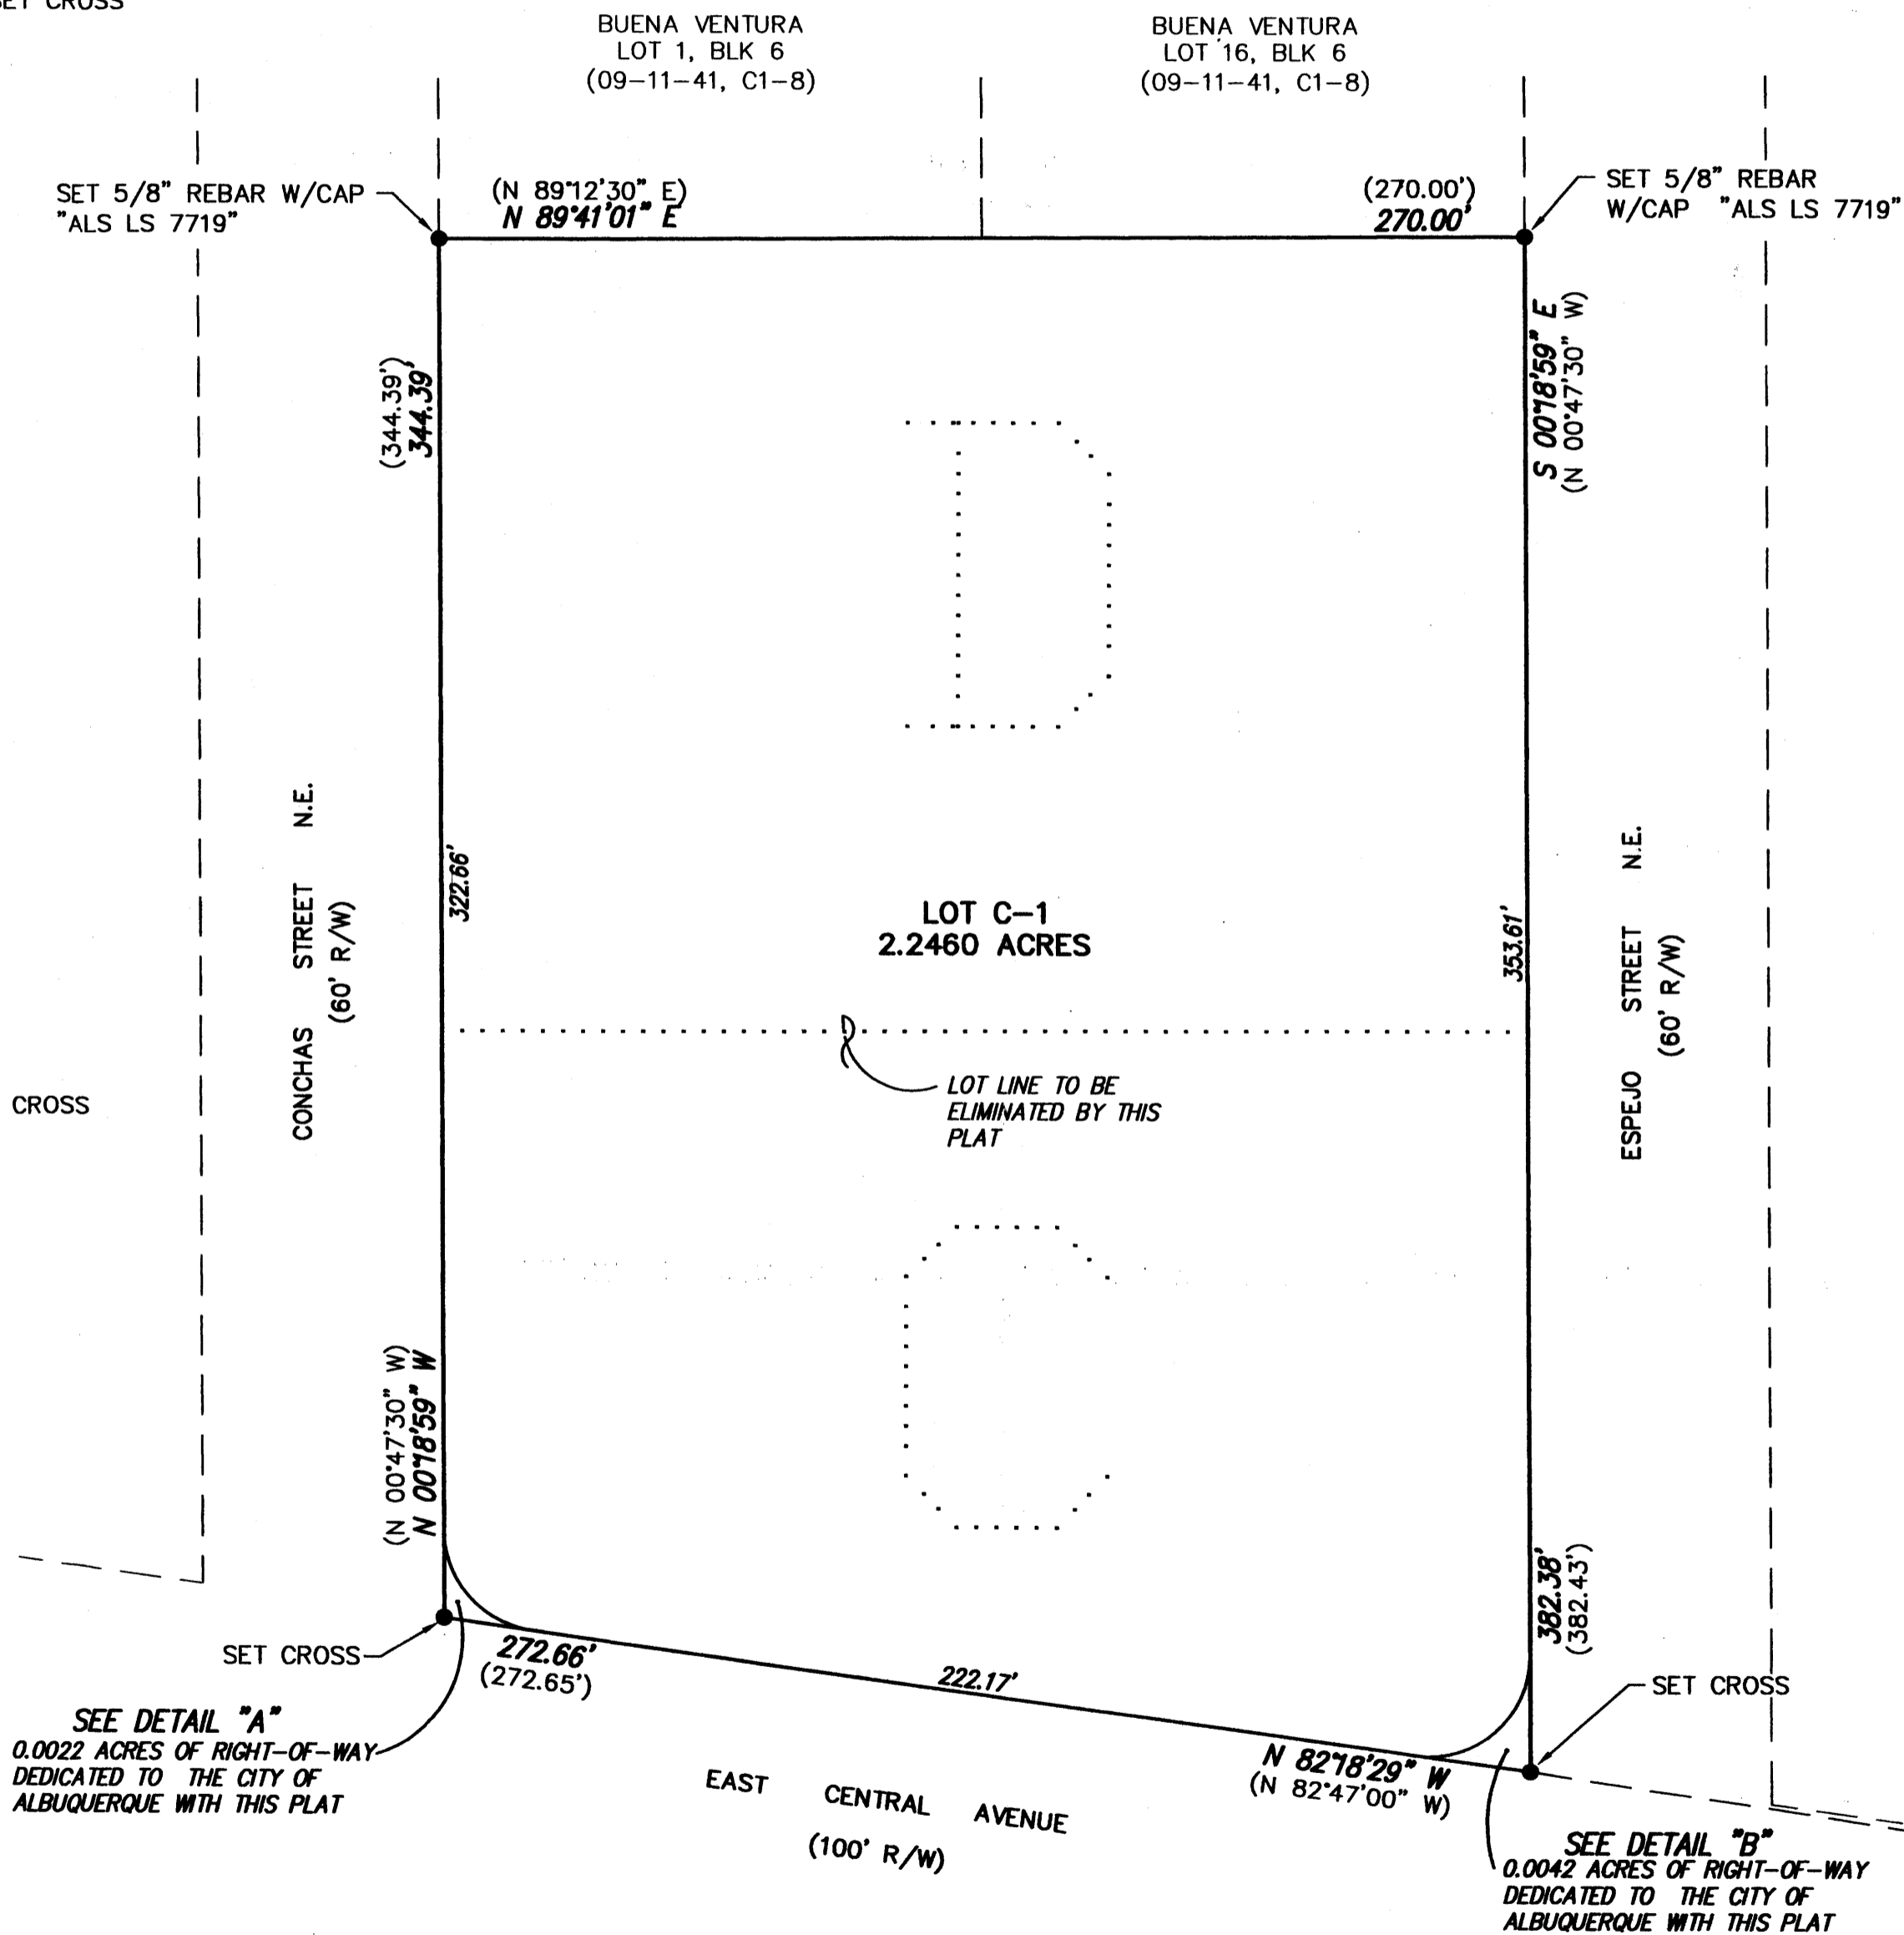 SET CROSS
BUENA VENTURA
LOT 1, BLK 6
(09-11-41, C1-8)
BUENA VENTURA
LOT 16, BLK 6
(09-11-41, C1-8)
SET 5/8" REBAR W/CAP
"ALS LS 7719"
(N 89°12'30" E)
N 89°41'01" E
(270.00')
270.00'
SET 5/8" REBAR
W/CAP "ALS LS 7719"
(344.39')
344.39'
S 00°18'59" E
(N 00°47'30" W)
D
322.66'
CONCHAS STREET N.E.
(60' R/W)
LOT C-1
2.2460 ACRES
353.61'
ESPEJO STREET N.E.
(60' R/W)
CROSS
LOT LINE TO BE
ELIMINATED BY THIS
PLAT
C
(N 00°47'30" W)
N 00°18'59" W
382.38'
(382.43')
SET CROSS
272.66'
(272.65')
222.17'
SET CROSS
SEE DETAIL "A"
0.0022 ACRES OF RIGHT-OF-WAY
DEDICATED TO THE CITY OF
ALBUQUERQUE WITH THIS PLAT
N 82°18'29" W
(N 82°47'00" W)
EAST CENTRAL AVENUE
(100' R/W)
SEE DETAIL "B"
0.0042 ACRES OF RIGHT-OF-WAY
DEDICATED TO THE CITY OF
ALBUQUERQUE WITH THIS PLAT